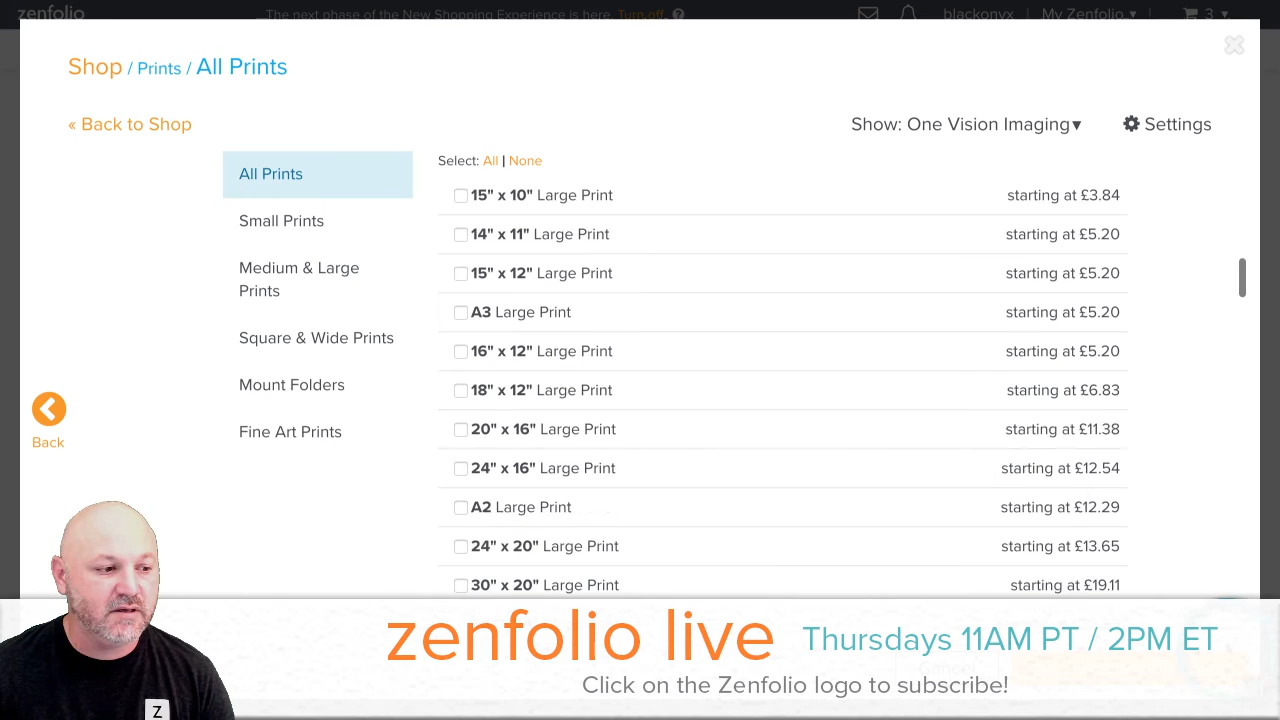 zenfolio
The next phase of the New Shopping Experience is here. Turn off
blackonyx | My Zenfolio ▾ | 3 ▾
Shop / Prints / All Prints
« Back to Shop
Show: One Vision Imaging ▾
Settings
All Prints
Small Prints
Medium & Large
Prints
Square & Wide Prints
Mount Folders
Fine Art Prints
Back
Select: All | None
15" x 10" Large Print starting at £3.84
14" x 11" Large Print starting at £5.20
15" x 12" Large Print starting at £5.20
A3 Large Print starting at £5.20
16" x 12" Large Print starting at £5.20
18" x 12" Large Print starting at £6.83
20" x 16" Large Print starting at £11.38
24" x 16" Large Print starting at £12.54
A2 Large Print starting at £12.29
24" x 20" Large Print starting at £13.65
30" x 20" Large Print starting at £19.11
zenfolio live
Thursdays 11AM PT / 2PM ET
Cancel
Click on the Zenfolio logo to subscribe!
Z